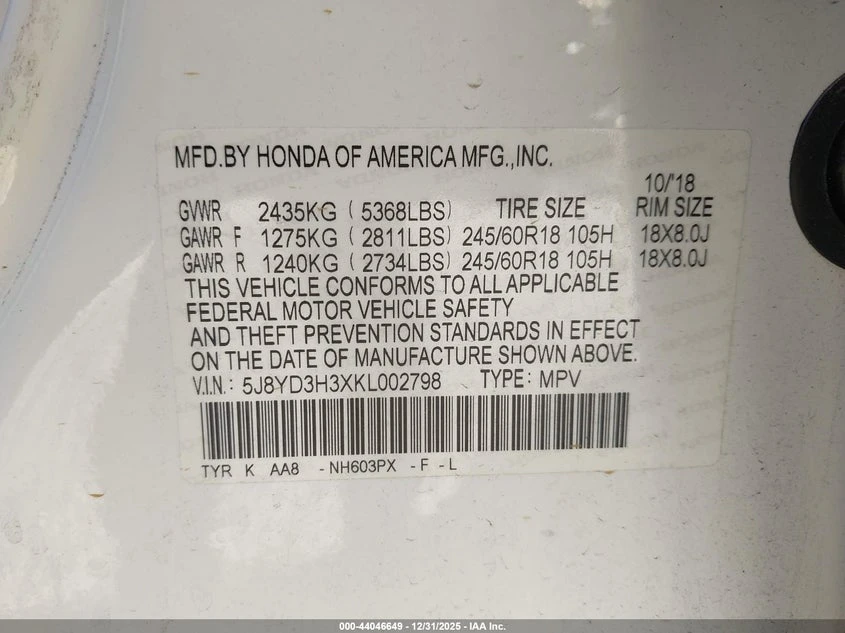 MFD.BY HONDA OF AMERICA MFG.,INC.
10/'18
GVWR 2435KG ( 5368LBS) TIRE SIZE RIM SIZE
GAWR F 1275KG ( 2811LBS) 245/60R18 105H 18X8.0J
GAWR R 1240KG ( 2734LBS) 245/60R18 105H 18X8.0J
THIS VEHICLE CONFORMS TO ALL APPLICABLE
FEDERAL MOTOR VEHICLE SAFETY
AND THEFT PREVENTION STANDARDS IN EFFECT
ON THE DATE OF MANUFACTURE SHOWN ABOVE.
V.I.N.: 5J8YD3H3XKL002798 TYPE: MPV
TYR K AA8 -NH603PX -F -L
000-44046649 - 12/31/2025 - IAA Inc.